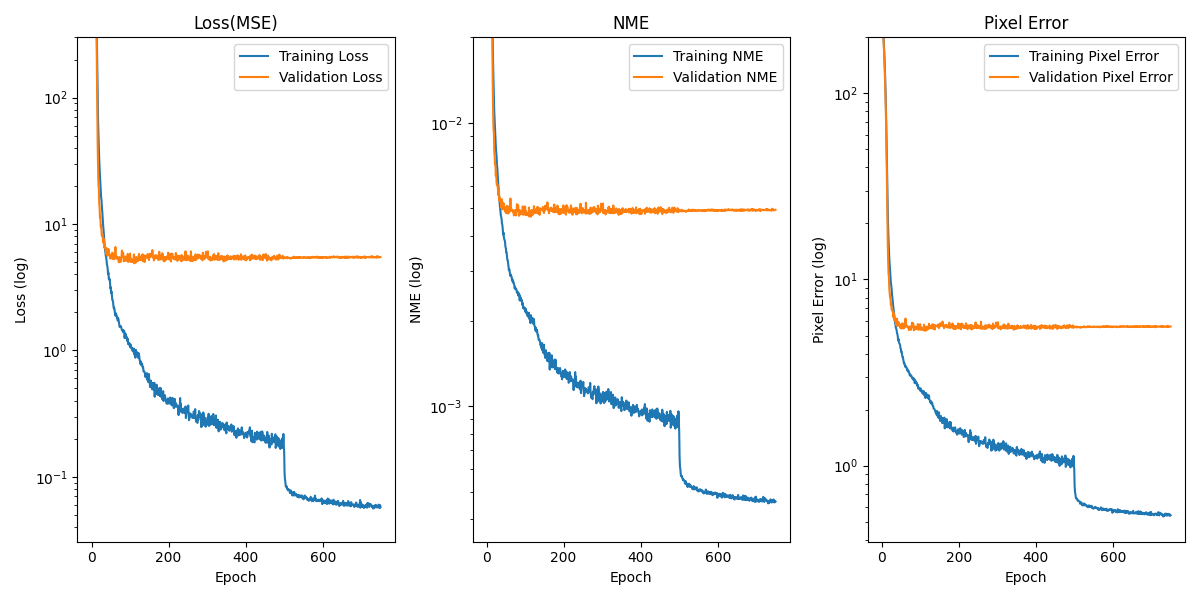 Loss(MSE)
NME
Pixel Error
Training Loss
Validation Loss
Training NME
Validation NME
Training Pixel Error
Validation Pixel Error
Loss (log)
10²
10¹
10⁰
10⁻¹
0 200 400 600
Epoch
NME (log)
10⁻²
10⁻³
0 200 400 600
Epoch
Pixel Error (log)
10²
10¹
10⁰
0 200 400 600
Epoch